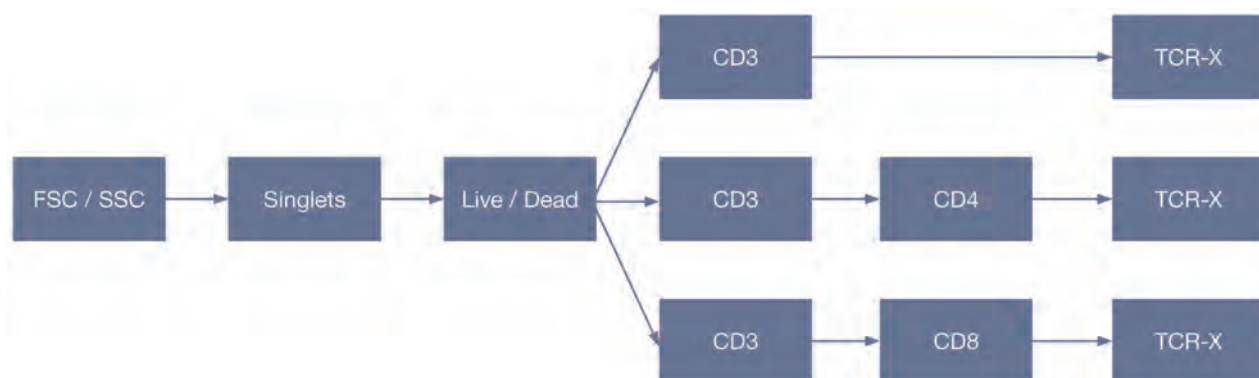 CD3
TCR-X
FSC / SSC
Singlets
Live / Dead
CD3
CD4
TCR-X
CD3
CD8
TCR-X